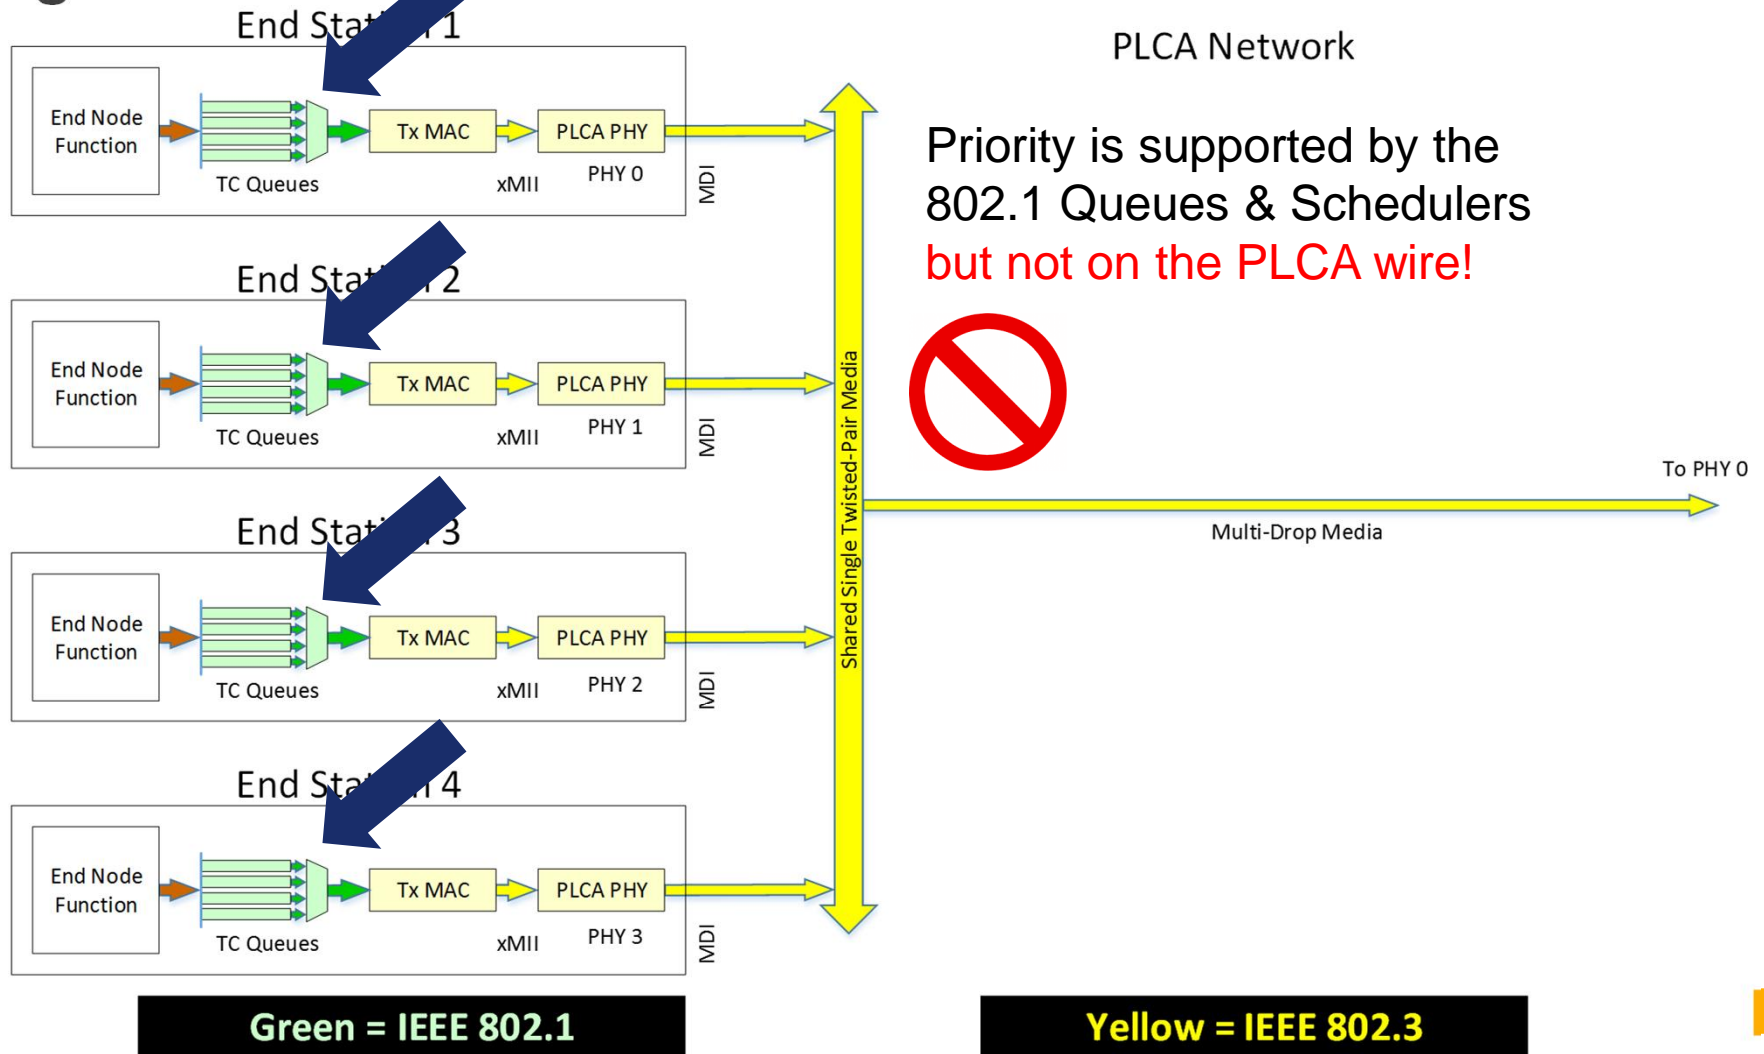 End Station 1
End Node
Function
TC Queues
Tx MAC
xMII
PLCA PHY
PHY 0
MDI
End Station 2
End Node
Function
TC Queues
Tx MAC
xMII
PLCA PHY
PHY 1
MDI
End Station 3
End Node
Function
TC Queues
Tx MAC
xMII
PLCA PHY
PHY 2
MDI
End Station 4
End Node
Function
TC Queues
Tx MAC
xMII
PLCA PHY
PHY 3
MDI
Shared Single Twisted-Pair Media
PLCA Network
Priority is supported by the
802.1 Queues & Schedulers
but not on the PLCA wire!
To PHY 0
Multi-Drop Media
Green = IEEE 802.1
Yellow = IEEE 802.3